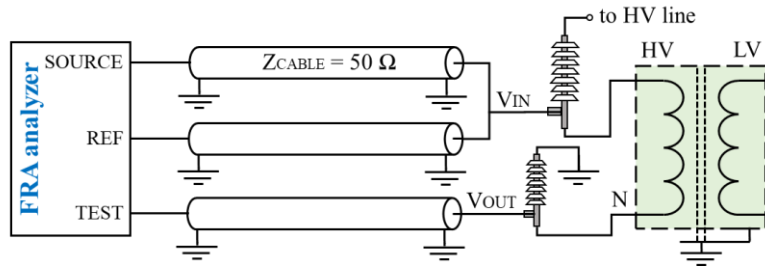 to HV line
FRA analyzer
SOURCE
REF
TEST
ZCABLE = 50 Ω
VIN
VOUT
HV
LV
N